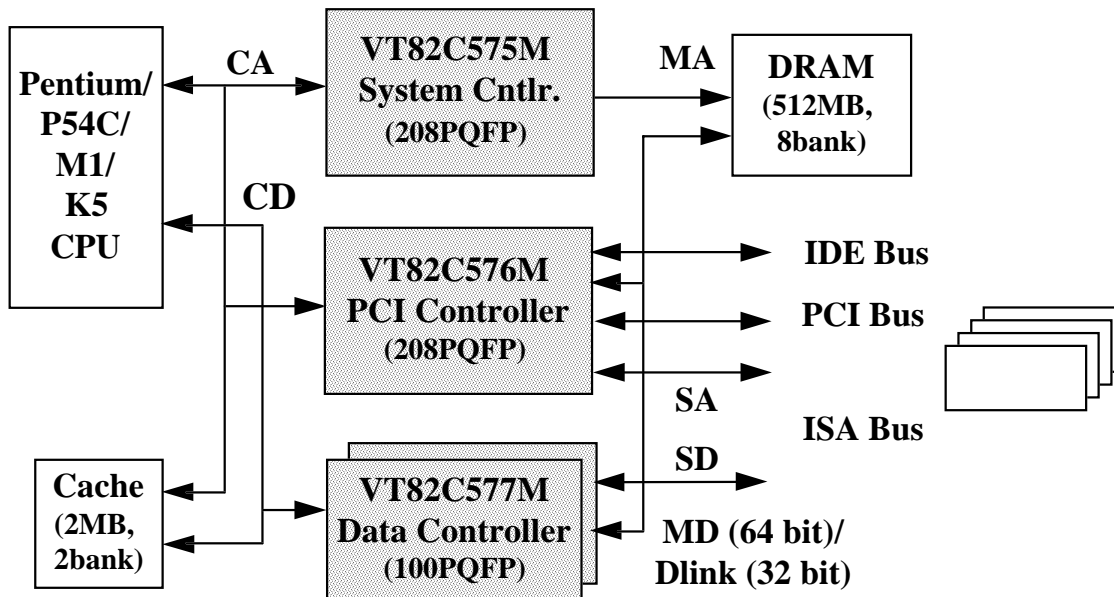 Pentium/
P54C/
M1/
K5
CPU
CA
CD
VT82C575M
System Cntlr.
(208PQFP)
MA
DRAM
(512MB,
8bank)
VT82C576M
PCI Controller
(208PQFP)
IDE Bus
PCI Bus
SA
ISA Bus
SD
Cache
(2MB,
2bank)
VT82C577M
Data Controller
(100PQFP)
MD (64 bit)/
Dlink (32 bit)